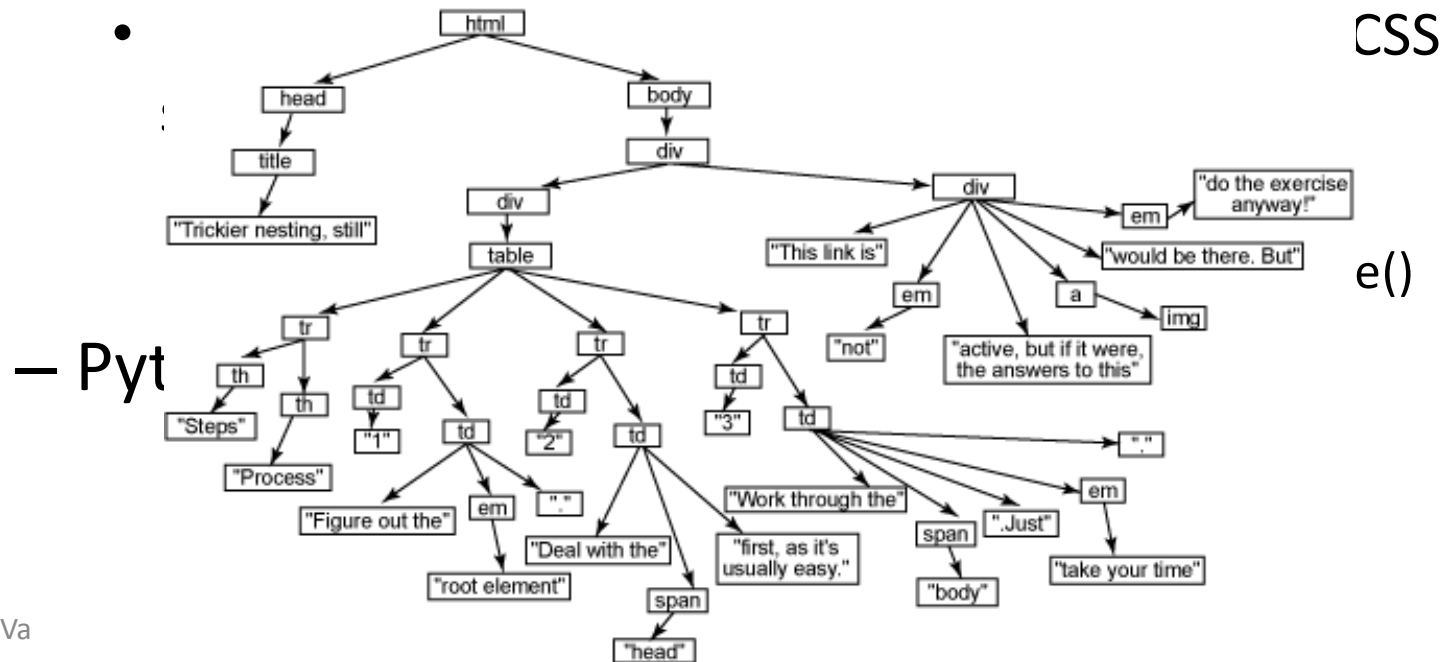 •
CSS
html
head
body
title
div
"Trickier nesting, still"
div
div
em
"do the exercise
anyway!"
table
"This link is"
"would be there. But"
e()
em
a
img
"not"
"active, but if it were,
the answers to this"
– Pyt
tr
tr
tr
tr
th
th
td
td
td
td
td
td
"Steps"
"Process"
"1"
"2"
"3"
"."
"Figure out the"
em
"."
"root element"
"Deal with the"
span
"first, as it's
usually easy."
"head"
"Work through the"
span
".Just"
em
"body"
"take your time"
Va